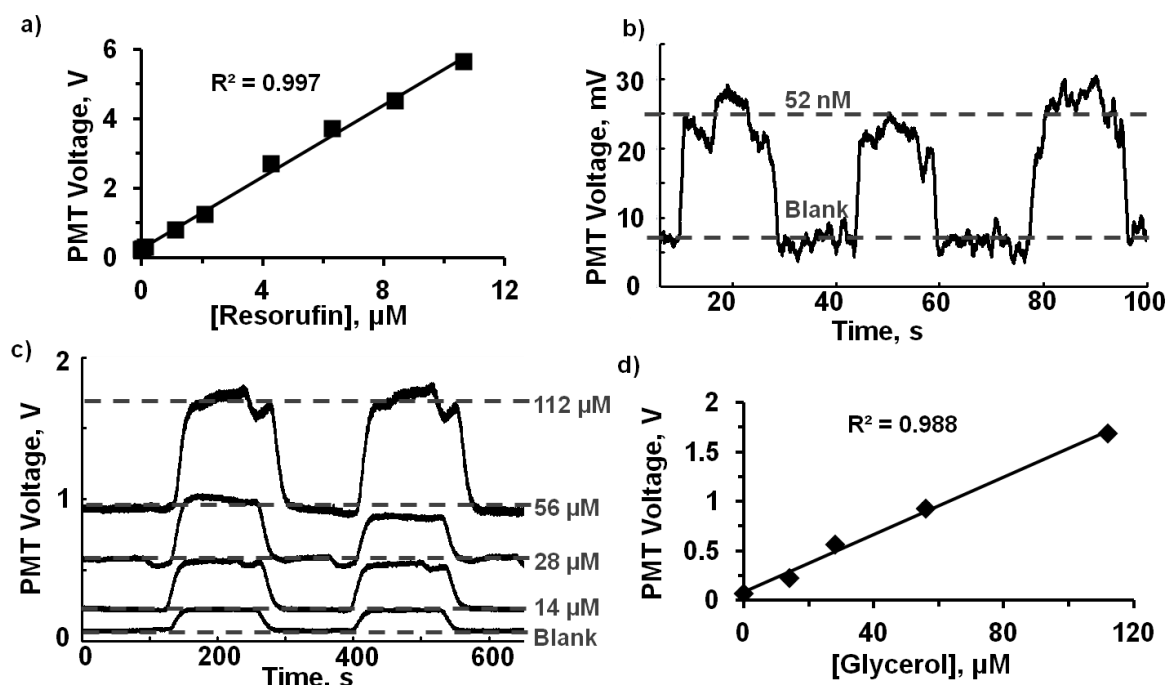 a)
PMT Voltage, V
6
4
2
0
R² = 0.997
0
4
8
12
[Resorufin], µM
b)
PMT Voltage, mV
30
20
10
0
52 nM
Blank
20
40
60
80
100
Time, s
c)
PMT Voltage, V
2
1
0
112 µM
56 µM
28 µM
14 µM
Blank
0
200
400
600
Time, s
d)
PMT Voltage, V
2
1.5
1
0.5
0
R² = 0.988
0
40
80
120
[Glycerol], µM